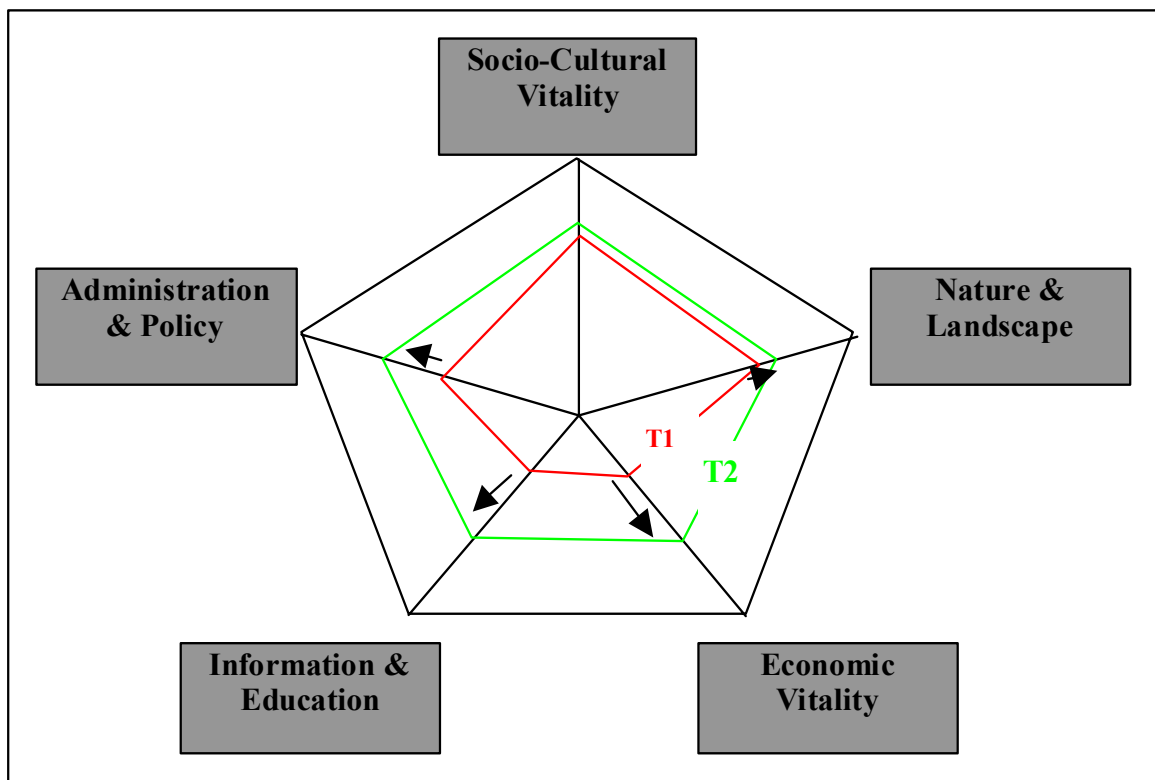 Socio-Cultural
Vitality
Administration
& Policy
Nature &
Landscape
T1
T2
Information &
Education
Economic
Vitality